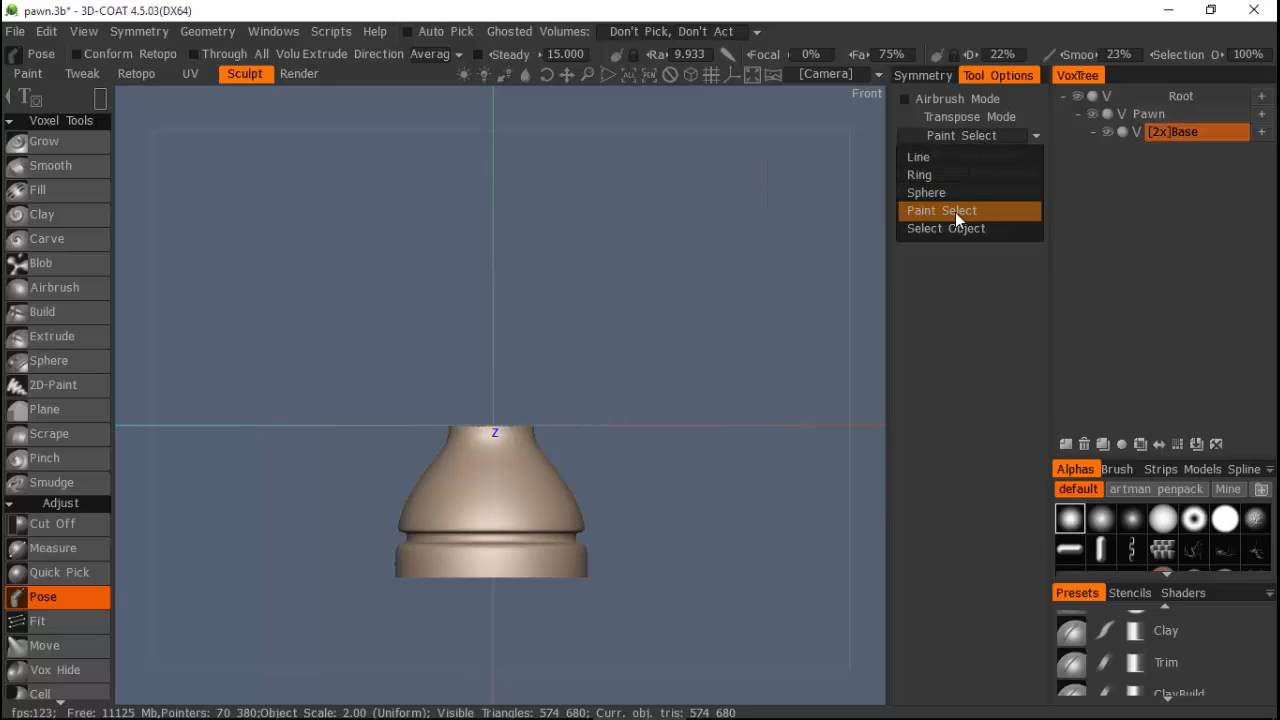 pawn.3b* - 3D-COAT 4.5.03(DX64)
File Edit View Symmetry Geometry Windows Scripts Help Auto Pick Ghosted Volumes: Don't Pick, Don't Act
Pose Conform Retopo Through All Volu Extrude Direction Averag Steady 15.000 Ra 9.933 Focal 0% Fa 75% D 22% Smoo 23% Selection O 100%
Paint Tweak Retopo UV Sculpt Render [Camera] Symmetry Tool Options VoxTree
Front
Voxel Tools
Grow
Smooth
Fill
Clay
Carve
Blob
Airbrush
Build
Extrude
Sphere
2D-Paint
Plane
Scrape
Pinch
Smudge
Adjust
Cut Off
Measure
Quick Pick
Pose
Fit
Move
Vox Hide
Cell
Z
Airbrush Mode
Transpose Mode
Paint Select
Line
Ring
Sphere
Paint Select
Select Object
V Root +
V Pawn +
V [2x]Base +
Alphas Brush Strips Models Spline
default artman penpack Mine
Presets Stencils Shaders
Clay
Trim
ClayBuild
fps:123; Free: 11125 Mb,Pointers: 70 380;Object Scale: 2.00 (Uniform); Visible Triangles: 574 680; Curr. obj. tris: 574 680